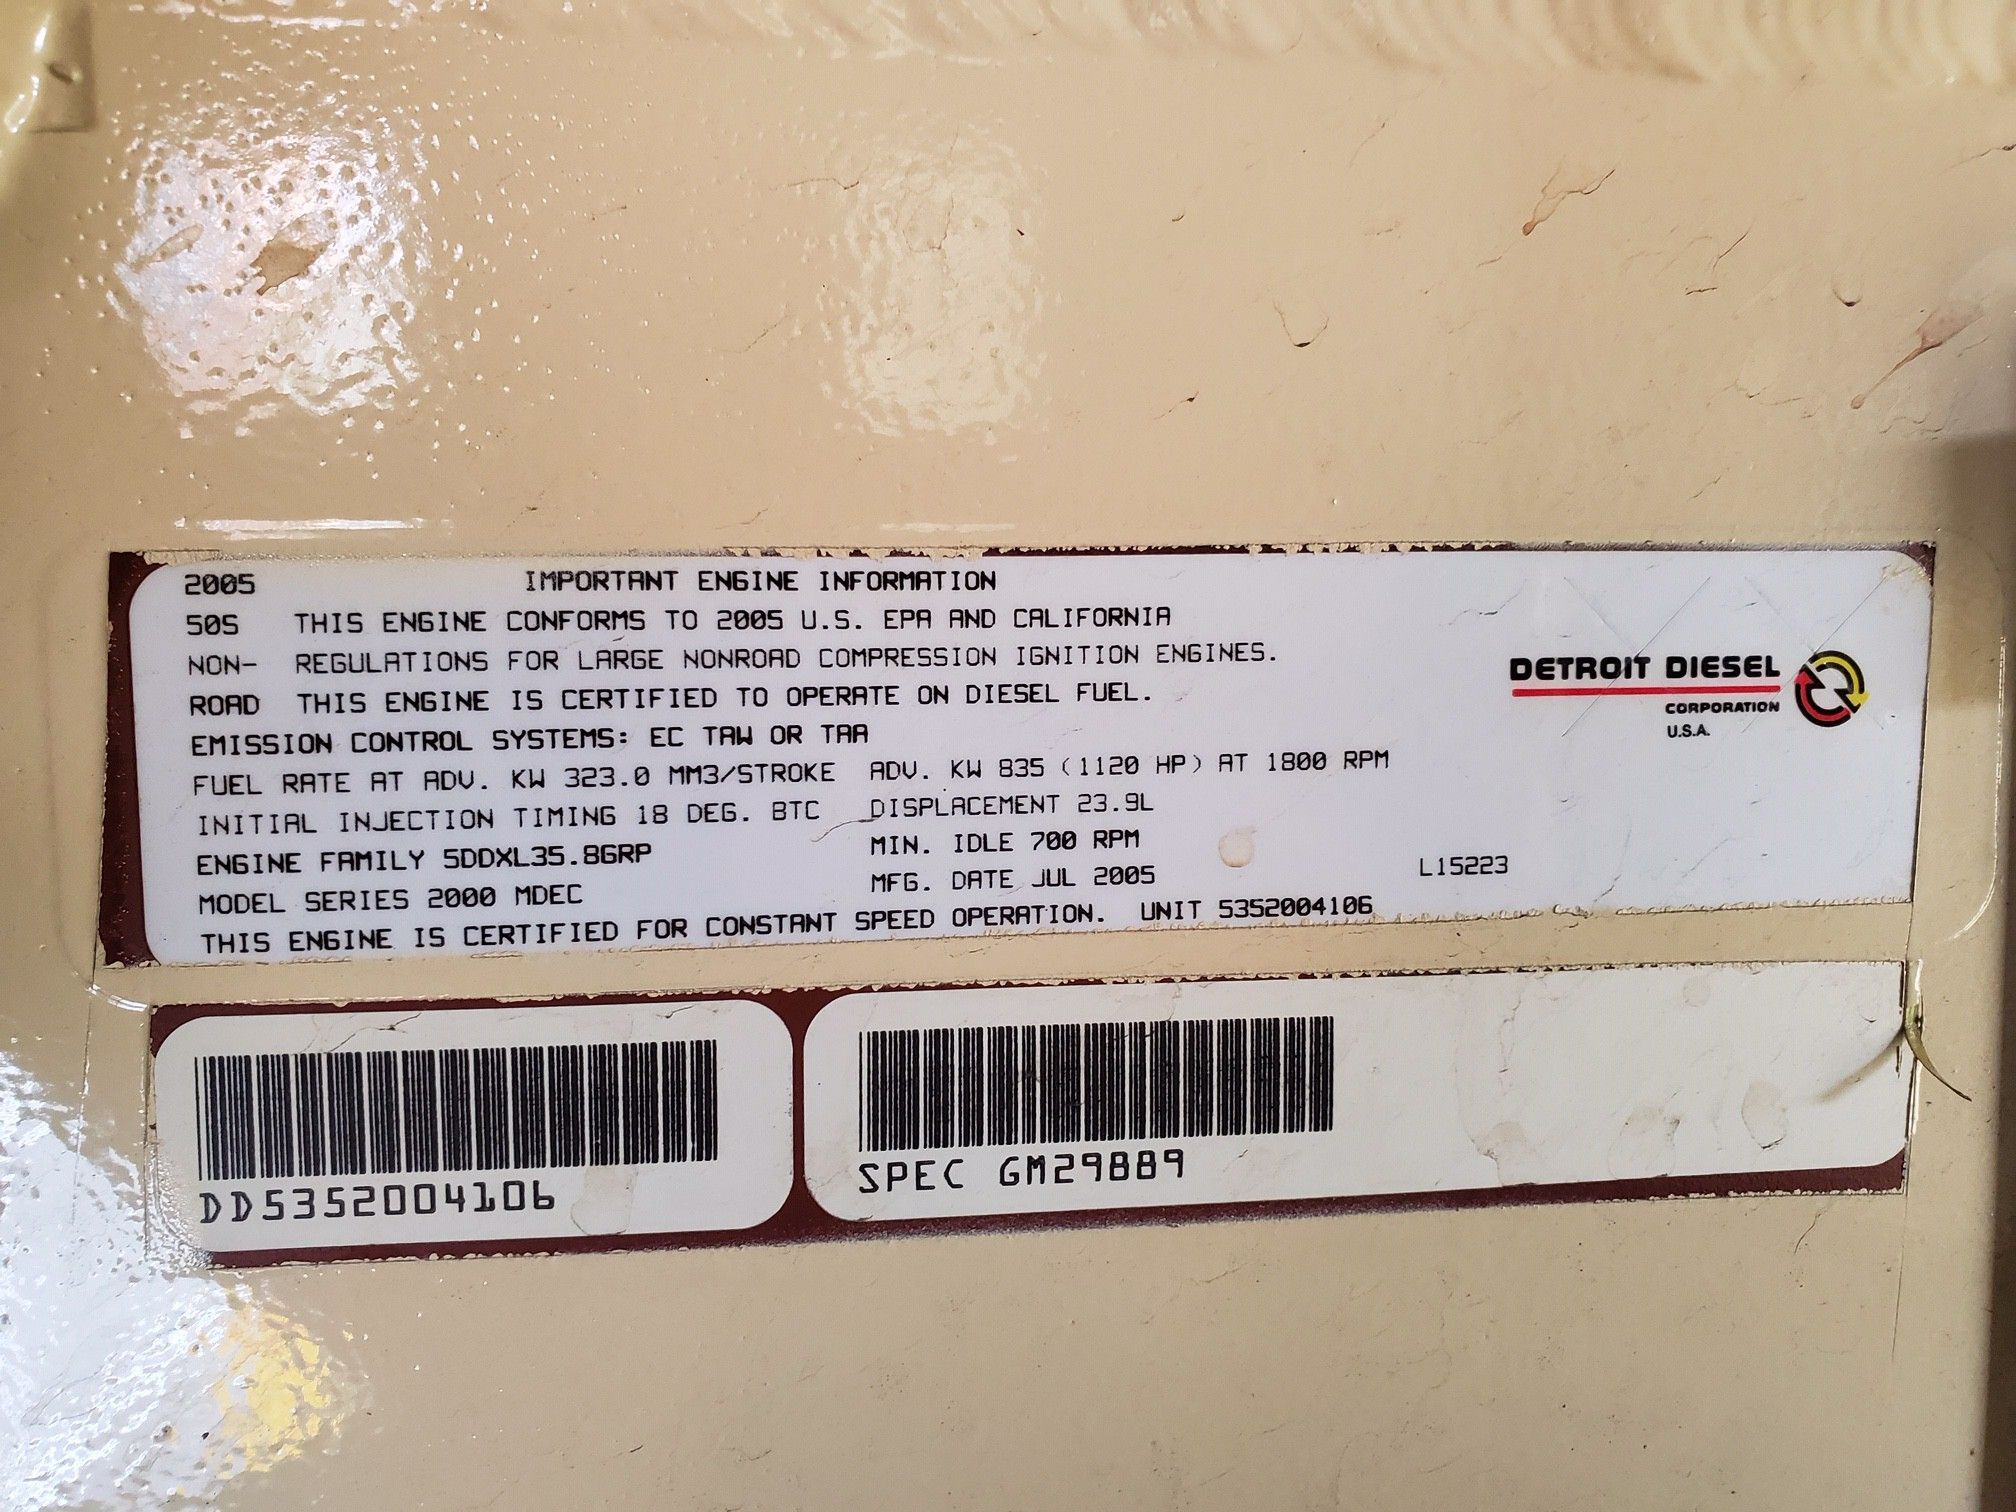 2005 IMPORTANT ENGINE INFORMATION
50S THIS ENGINE CONFORMS TO 2005 U.S. EPA AND CALIFORNIA
NON- REGULATIONS FOR LARGE NONROAD COMPRESSION IGNITION ENGINES.
ROAD THIS ENGINE IS CERTIFIED TO OPERATE ON DIESEL FUEL.
EMISSION CONTROL SYSTEMS: EC TAW OR TAA
FUEL RATE AT ADV. KW 323.0 MM3/STROKE ADV. KW 835 (1120 HP) AT 1800 RPM
INITIAL INJECTION TIMING 18 DEG. BTC DISPLACEMENT 23.9L
ENGINE FAMILY 5DDXL35.8GRP MIN. IDLE 700 RPM
MODEL SERIES 2000 MDEC MFG. DATE JUL 2005 L15223
THIS ENGINE IS CERTIFIED FOR CONSTANT SPEED OPERATION. UNIT 5352004106
DETROIT DIESEL
CORPORATION
U.S.A.
DD5352004106
SPEC GM29889